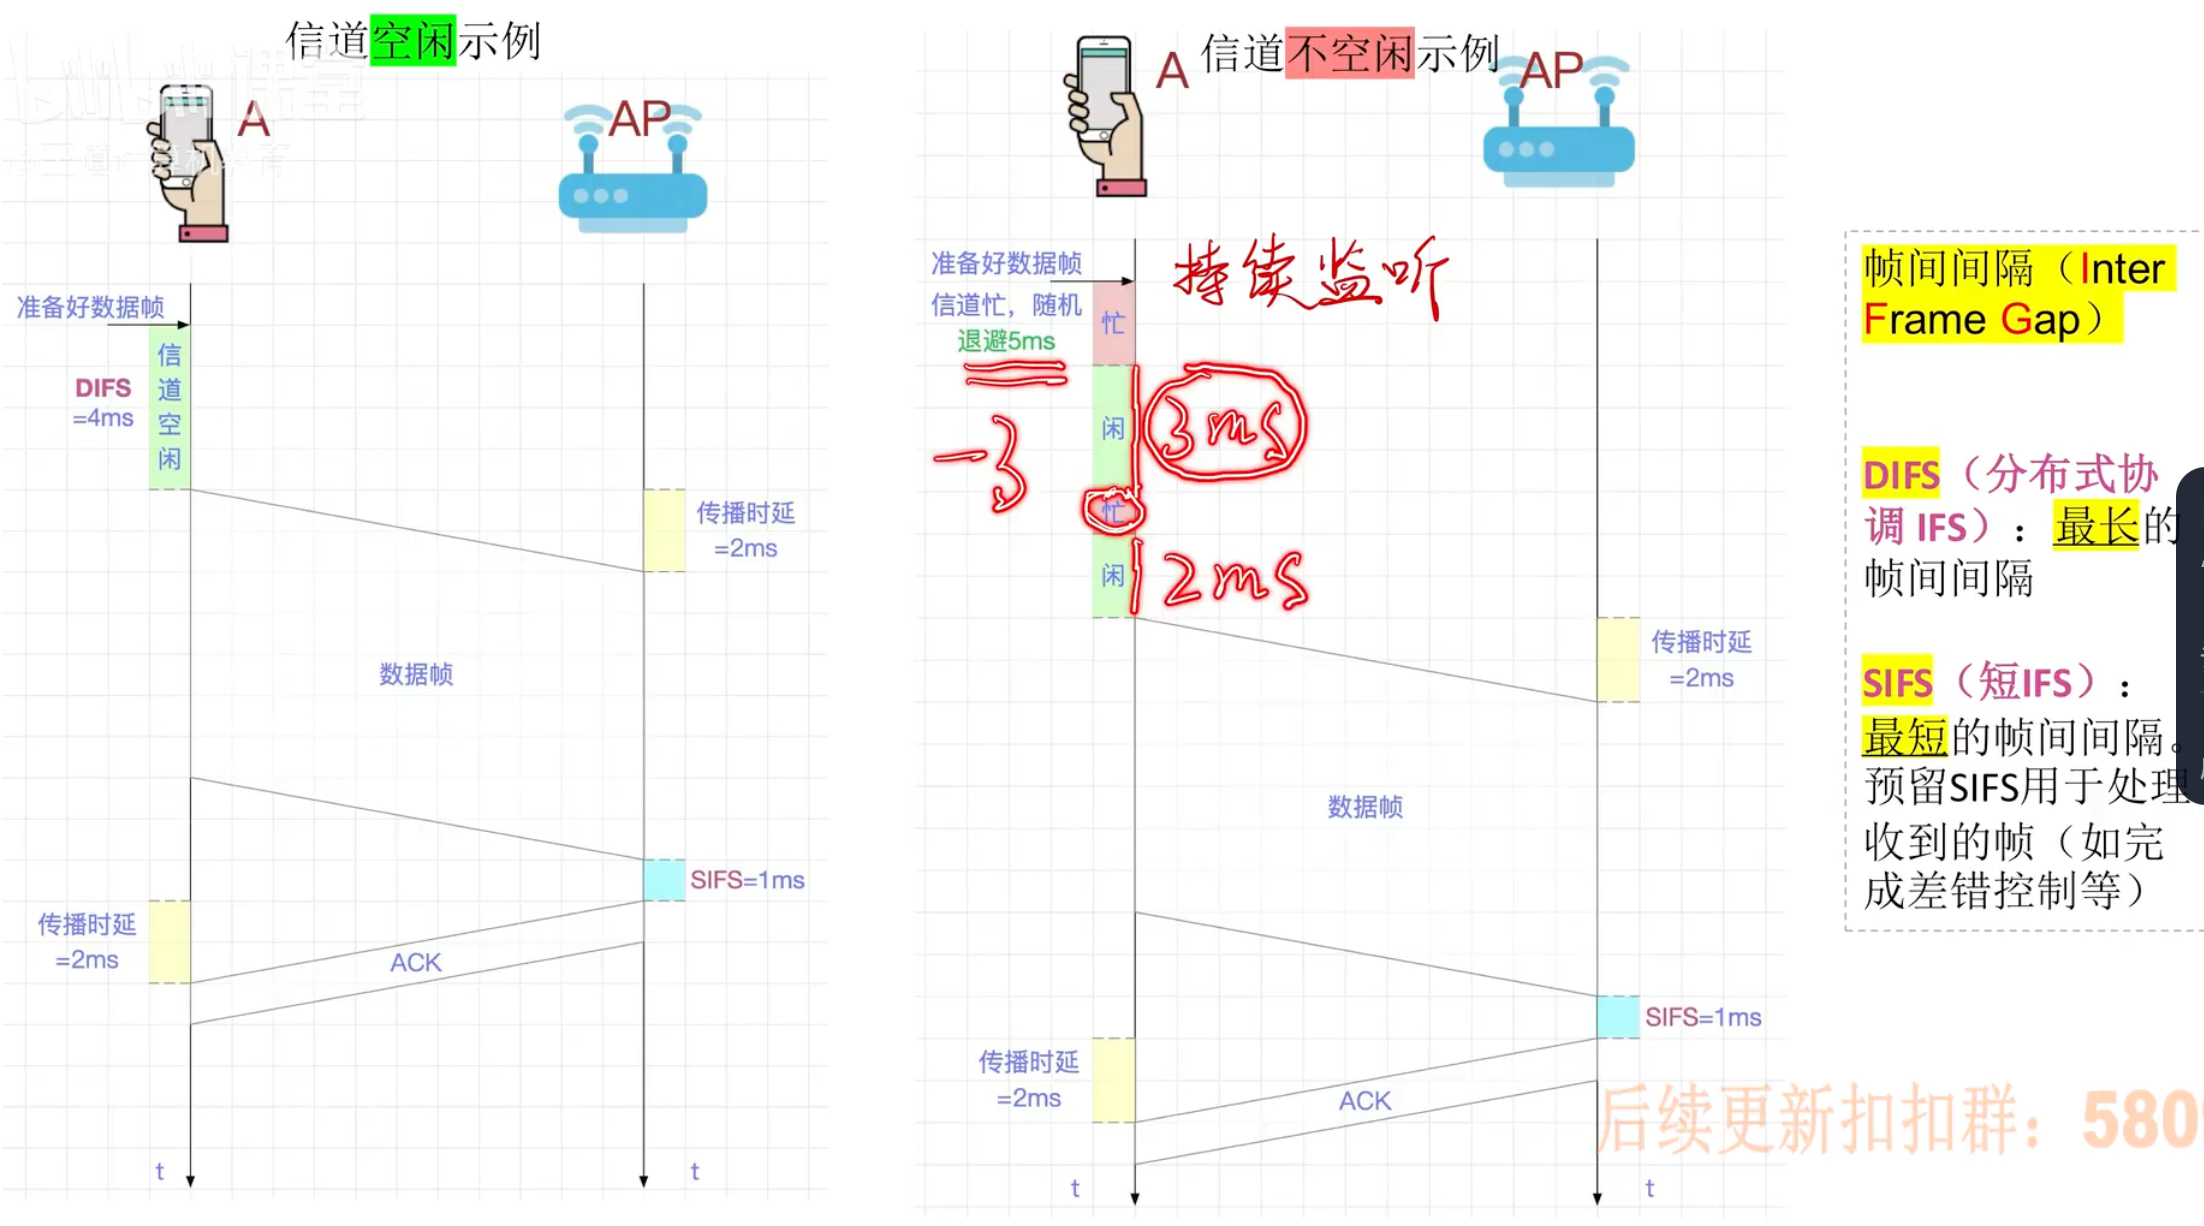 信道空闲示例
A
AP
准备好数据帧
DIFS
=4ms
信道空闲
传播时延
=2ms
数据帧
SIFS=1ms
传播时延
=2ms
ACK
t
t
信道不空闲示例
A
AP
准备好数据帧
持续监听
信道忙，随机
退避5ms
忙
-3
闲
3ms
忙
闲
2ms
传播时延
=2ms
数据帧
SIFS=1ms
传播时延
=2ms
ACK
t
t
帧间间隔（Inter
Frame Gap）
DIFS（分布式协
调 IFS）：最长的
帧间间隔
SIFS（短IFS）：
最短的帧间间隔。
预留SIFS用于处理
收到的帧（如完
成差错控制等）
后续更新扣扣群：580